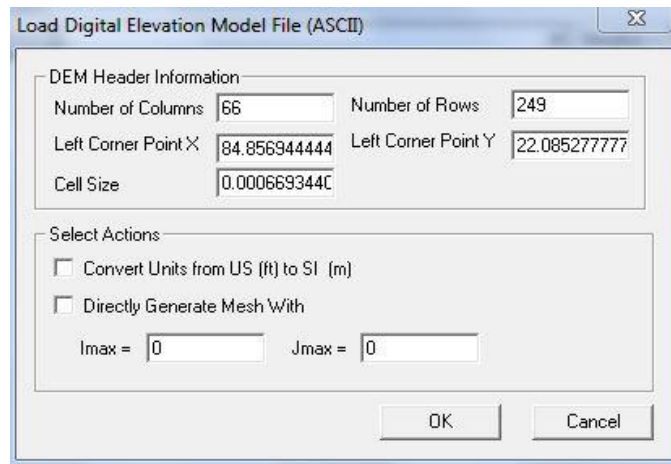 Load Digital Elevation Model File (ASCII)
DEM Header Information
Number of Columns 66 Number of Rows 249
Left Corner Point X 84.856944444 Left Corner Point Y 22.085277777
Cell Size 0.000669344
Select Actions
Convert Units from US (ft) to SI (m)
Directly Generate Mesh With
Imax = 0 Jmax = 0
OK Cancel